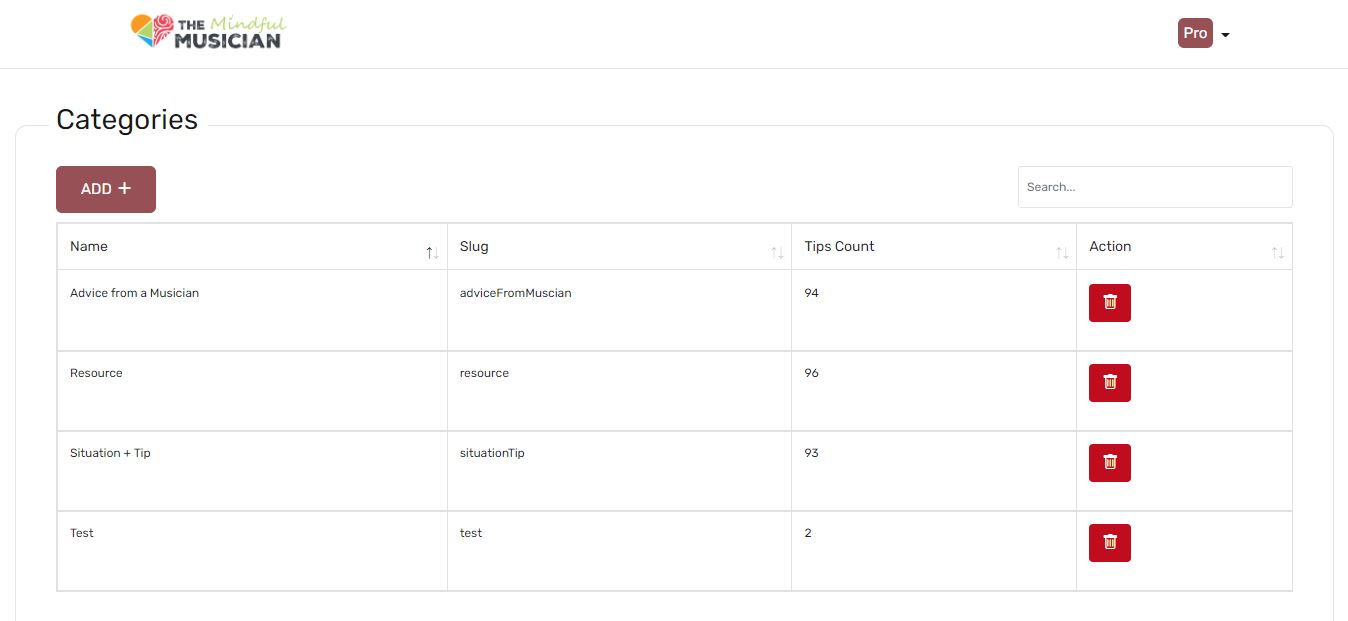 THE Mindful
MUSICIAN
Pro
Categories
ADD +
Search...
Name Slug Tips Count Action
Advice from a Musician adviceFromMuscian 94
Resource resource 96
Situation + Tip situationTip 93
Test test 2